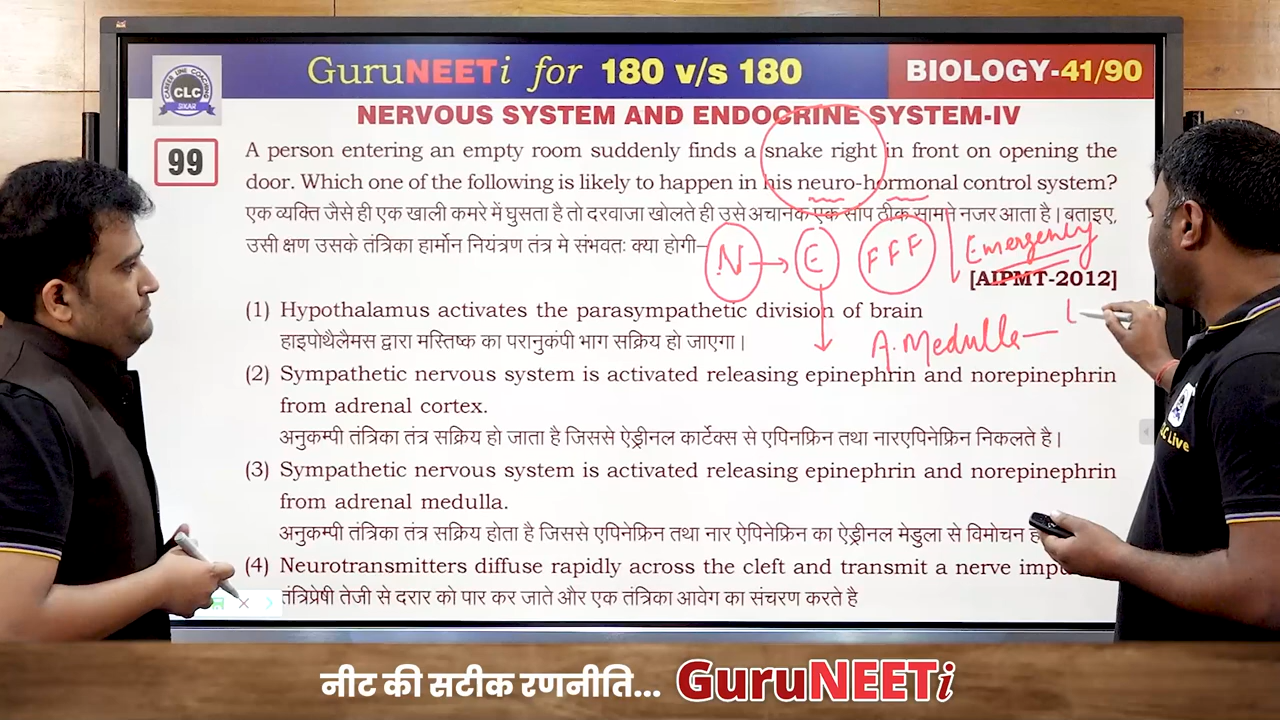 GuruNEETi for 180 v/s 180
BIOLOGY-41/90
CAREER LINE COACHING
CLC
SIKAR
NERVOUS SYSTEM AND ENDOCRINE SYSTEM-IV
99
A person entering an empty room suddenly finds a snake right in front on opening the
door. Which one of the following is likely to happen in his neuro-hormonal control system?
एक व्यक्ति जैसे ही एक खाली कमरे में घुसता है तो दरवाजा खोलते ही उसे अचानक एक सांप ठीक सामने नजर आता है। बताइए,
उसी क्षण उसके तंत्रिका हार्मोन नियंत्रण तंत्र मे संभवतः क्या होगी–
N → E FFF Emergency
[AIPMT-2012]
(1) Hypothalamus activates the parasympathetic division of brain
हाइपोथैलैमस द्वारा मस्तिष्क का परानुकंपी भाग सक्रिय हो जाएगा।
A. Medulla
(2) Sympathetic nervous system is activated releasing epinephrin and norepinephrin
from adrenal cortex.
अनुकम्पी तंत्रिका तंत्र सक्रिय हो जाता है जिससे ऐड्रीनल कार्टेक्स से एपिनफ्रिन तथा नारएपिनेफ्रिन निकलते है।
(3) Sympathetic nervous system is activated releasing epinephrin and norepinephrin
from adrenal medulla.
अनुकम्पी तंत्रिका तंत्र सक्रिय होता है जिससे एपिनेफ्रिन तथा नार ऐपिनेफ्रिन का ऐड्रीनल मेडुला से विमोचन
(4) Neurotransmitters diffuse rapidly across the cleft and transmit a nerve
तंत्रिप्रेषी तेजी से दरार को पार कर जाते और एक तंत्रिका आवेग का संचरण करते है
CLC Live
नीट की सटीक रणनीति... GuruNEETi